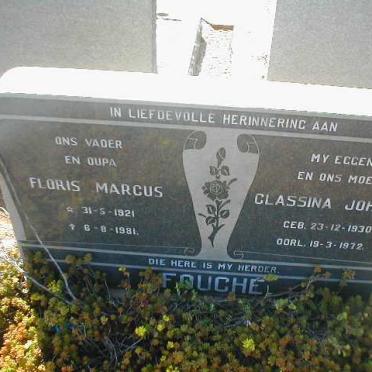 IN LIEFDEVOLLE HERINNERING AAN
ONS VADER
EN OUPA
FLORIS MARCUS
☆ 31-5-1921
✝ 6-8-1981.
MY EGGEN
EN ONS MOE
CLASSINA JOH
GEB. 23-12-1930
OORL. 19-3-1972.
DIE HERE IS MY HERDER.
FOUCHÉ